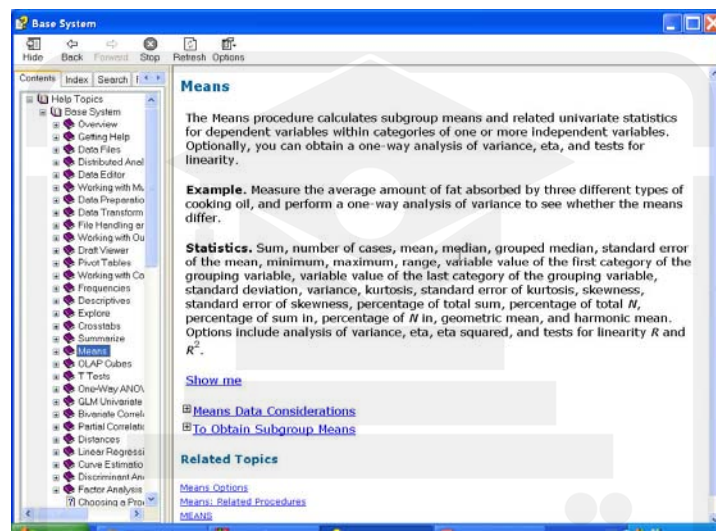 Base System
Hide Back Forward Stop Refresh Options
Contents Index Search
Help Topics
Base System
Overview
Getting Help
Data Files
Distributed Anal
Data Editor
Working with Mu
Data Preparatio
Data Transform
File Handling ar
Working with Ou
Draft Viewer
Pivot Tables
Working with Co
Frequencies
Descriptives
Explore
Crosstabs
Summarize
Means
OLAP Cubes
T Tests
One-Way ANOV
GLM Univariate
Bivariate Correl
Partial Correlatic
Distances
Linear Regressi
Curve Estimatio
Discriminant An
Factor Analysis
Choosing a Pro
Means
The Means procedure calculates subgroup means and related univariate statistics
for dependent variables within categories of one or more independent variables.
Optionally, you can obtain a one-way analysis of variance, eta, and tests for
linearity.
Example. Measure the average amount of fat absorbed by three different types of
cooking oil, and perform a one-way analysis of variance to see whether the means
differ.
Statistics. Sum, number of cases, mean, median, grouped median, standard error
of the mean, minimum, maximum, range, variable value of the first category of the
grouping variable, variable value of the last category of the grouping variable,
standard deviation, variance, kurtosis, standard error of kurtosis, skewness,
standard error of skewness, percentage of total sum, percentage of total N,
percentage of sum in, percentage of N in, geometric mean, and harmonic mean.
Options include analysis of variance, eta, eta squared, and tests for linearity R and
R².
Show me
Means Data Considerations
To Obtain Subgroup Means
Related Topics
Means Options
Means: Related Procedures
MEANS